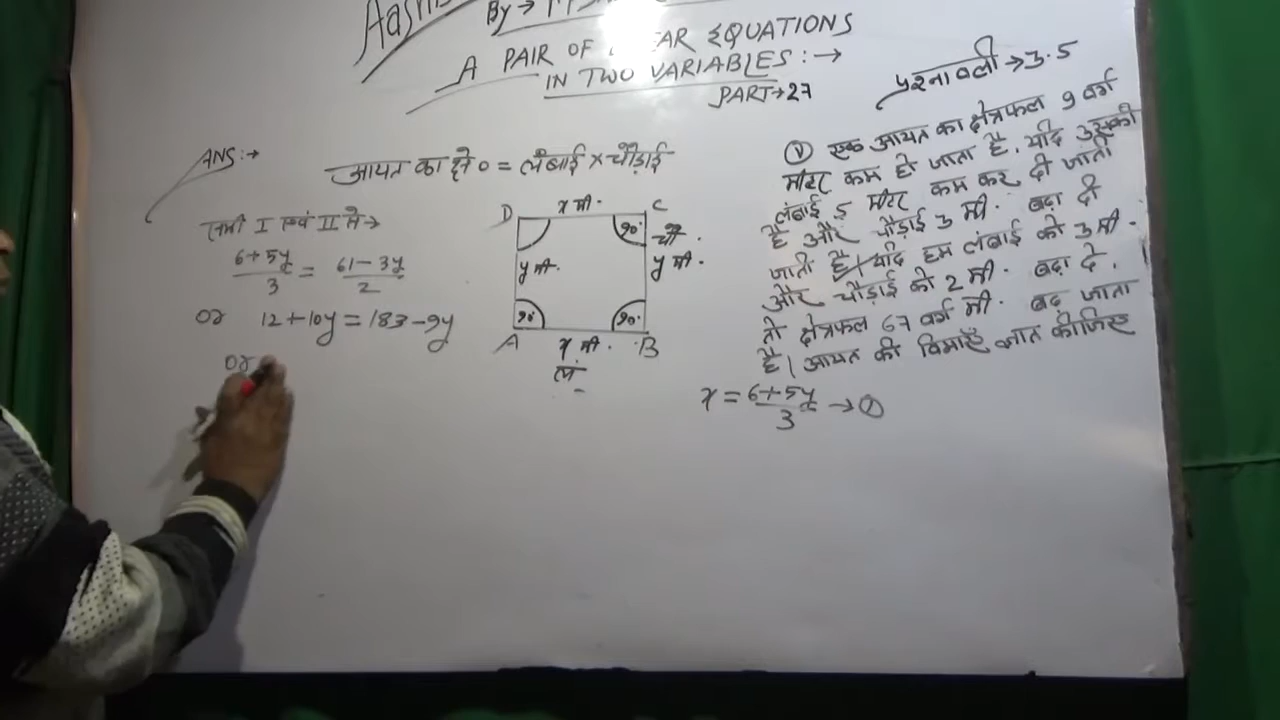 By →
A PAIR OF EQUATIONS
IN TWO VARIABLES :→
PART→27
प्रश्नावली → 3.5
ANS:→
आयत का क्षे० = लंबाई × चौड़ाई
समी I एवं II से→
6+5y/3 = 61-3y/2
or 12+10y = 183-9y
or
D x मी. C
90°
चौ.
y मी. y मी.
90° 90°
A x मी. B
लं
(v) एक आयत का क्षेत्रफल 9 वर्ग
मीटर कम हो जाता है, यदि उसकी
लंबाई 5 मीटर कम कर दी जाती
है और चौड़ाई 3 मी. बढ़ा दी
जाती है। यदि हम लंबाई को 3 मी.
और चौड़ाई को 2 मी. बढ़ा दे,
तो क्षेत्रफल 67 वर्ग मी. बढ़ जाता
है। आयत की विमाएँ ज्ञात कीजिए
x = 6+5y/3 → ①